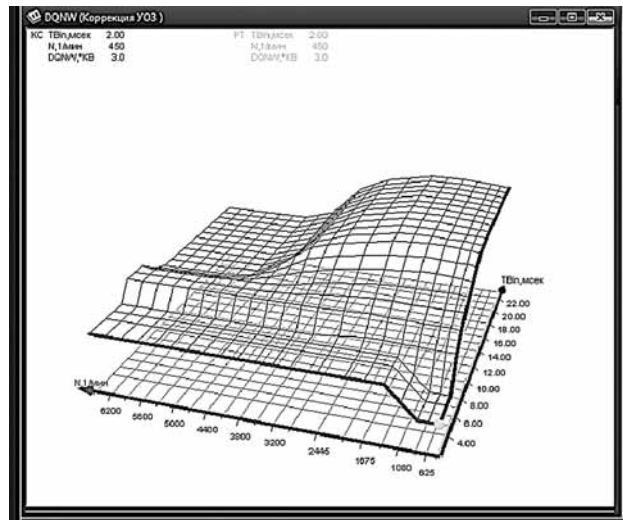 DQNW (Коррекция УОЗ )
КС TBin,мсек 2.00 РТ TBin,мсек 2.00
N,1/мин 450 N,1/мин 450
DQNW,*КВ 3.0 DQNW,*КВ 3.0
TBin,мсек
22.00
20.00
18.00
16.00
14.00
12.00
10.00
8.00
6.00
4.00
N,1/мин
6200 5600 5000 4400 3800 3200 2445 1675 1080 625